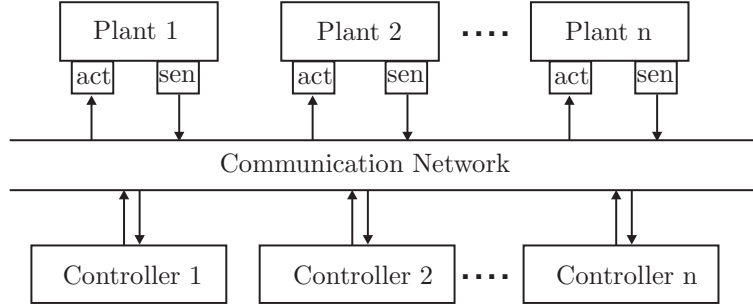 Plant 1 Plant 2 .... Plant n
act sen act sen act sen
Communication Network
Controller 1 Controller 2 .... Controller n